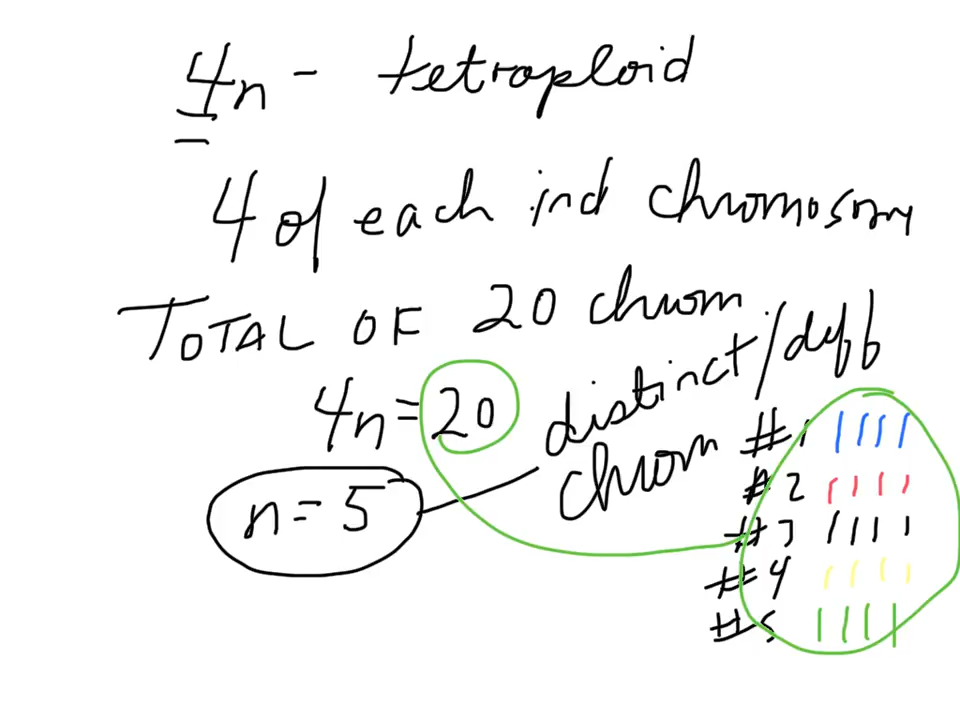 4n - tetraploid
4 of each ind chromosom
TOTAL OF 20 chrom
4n = 20
n = 5
distinct/diff
chrom
#1
#2
#3
#4
#5